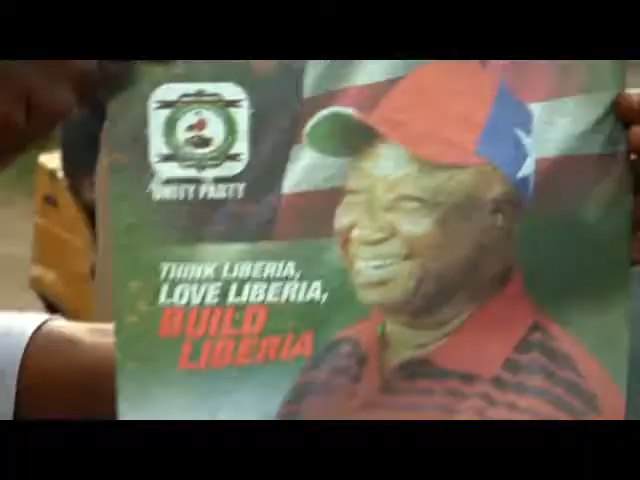 UNITY PARTY
THINK LIBERIA,
LOVE LIBERIA,
BUILD
LIBERIA